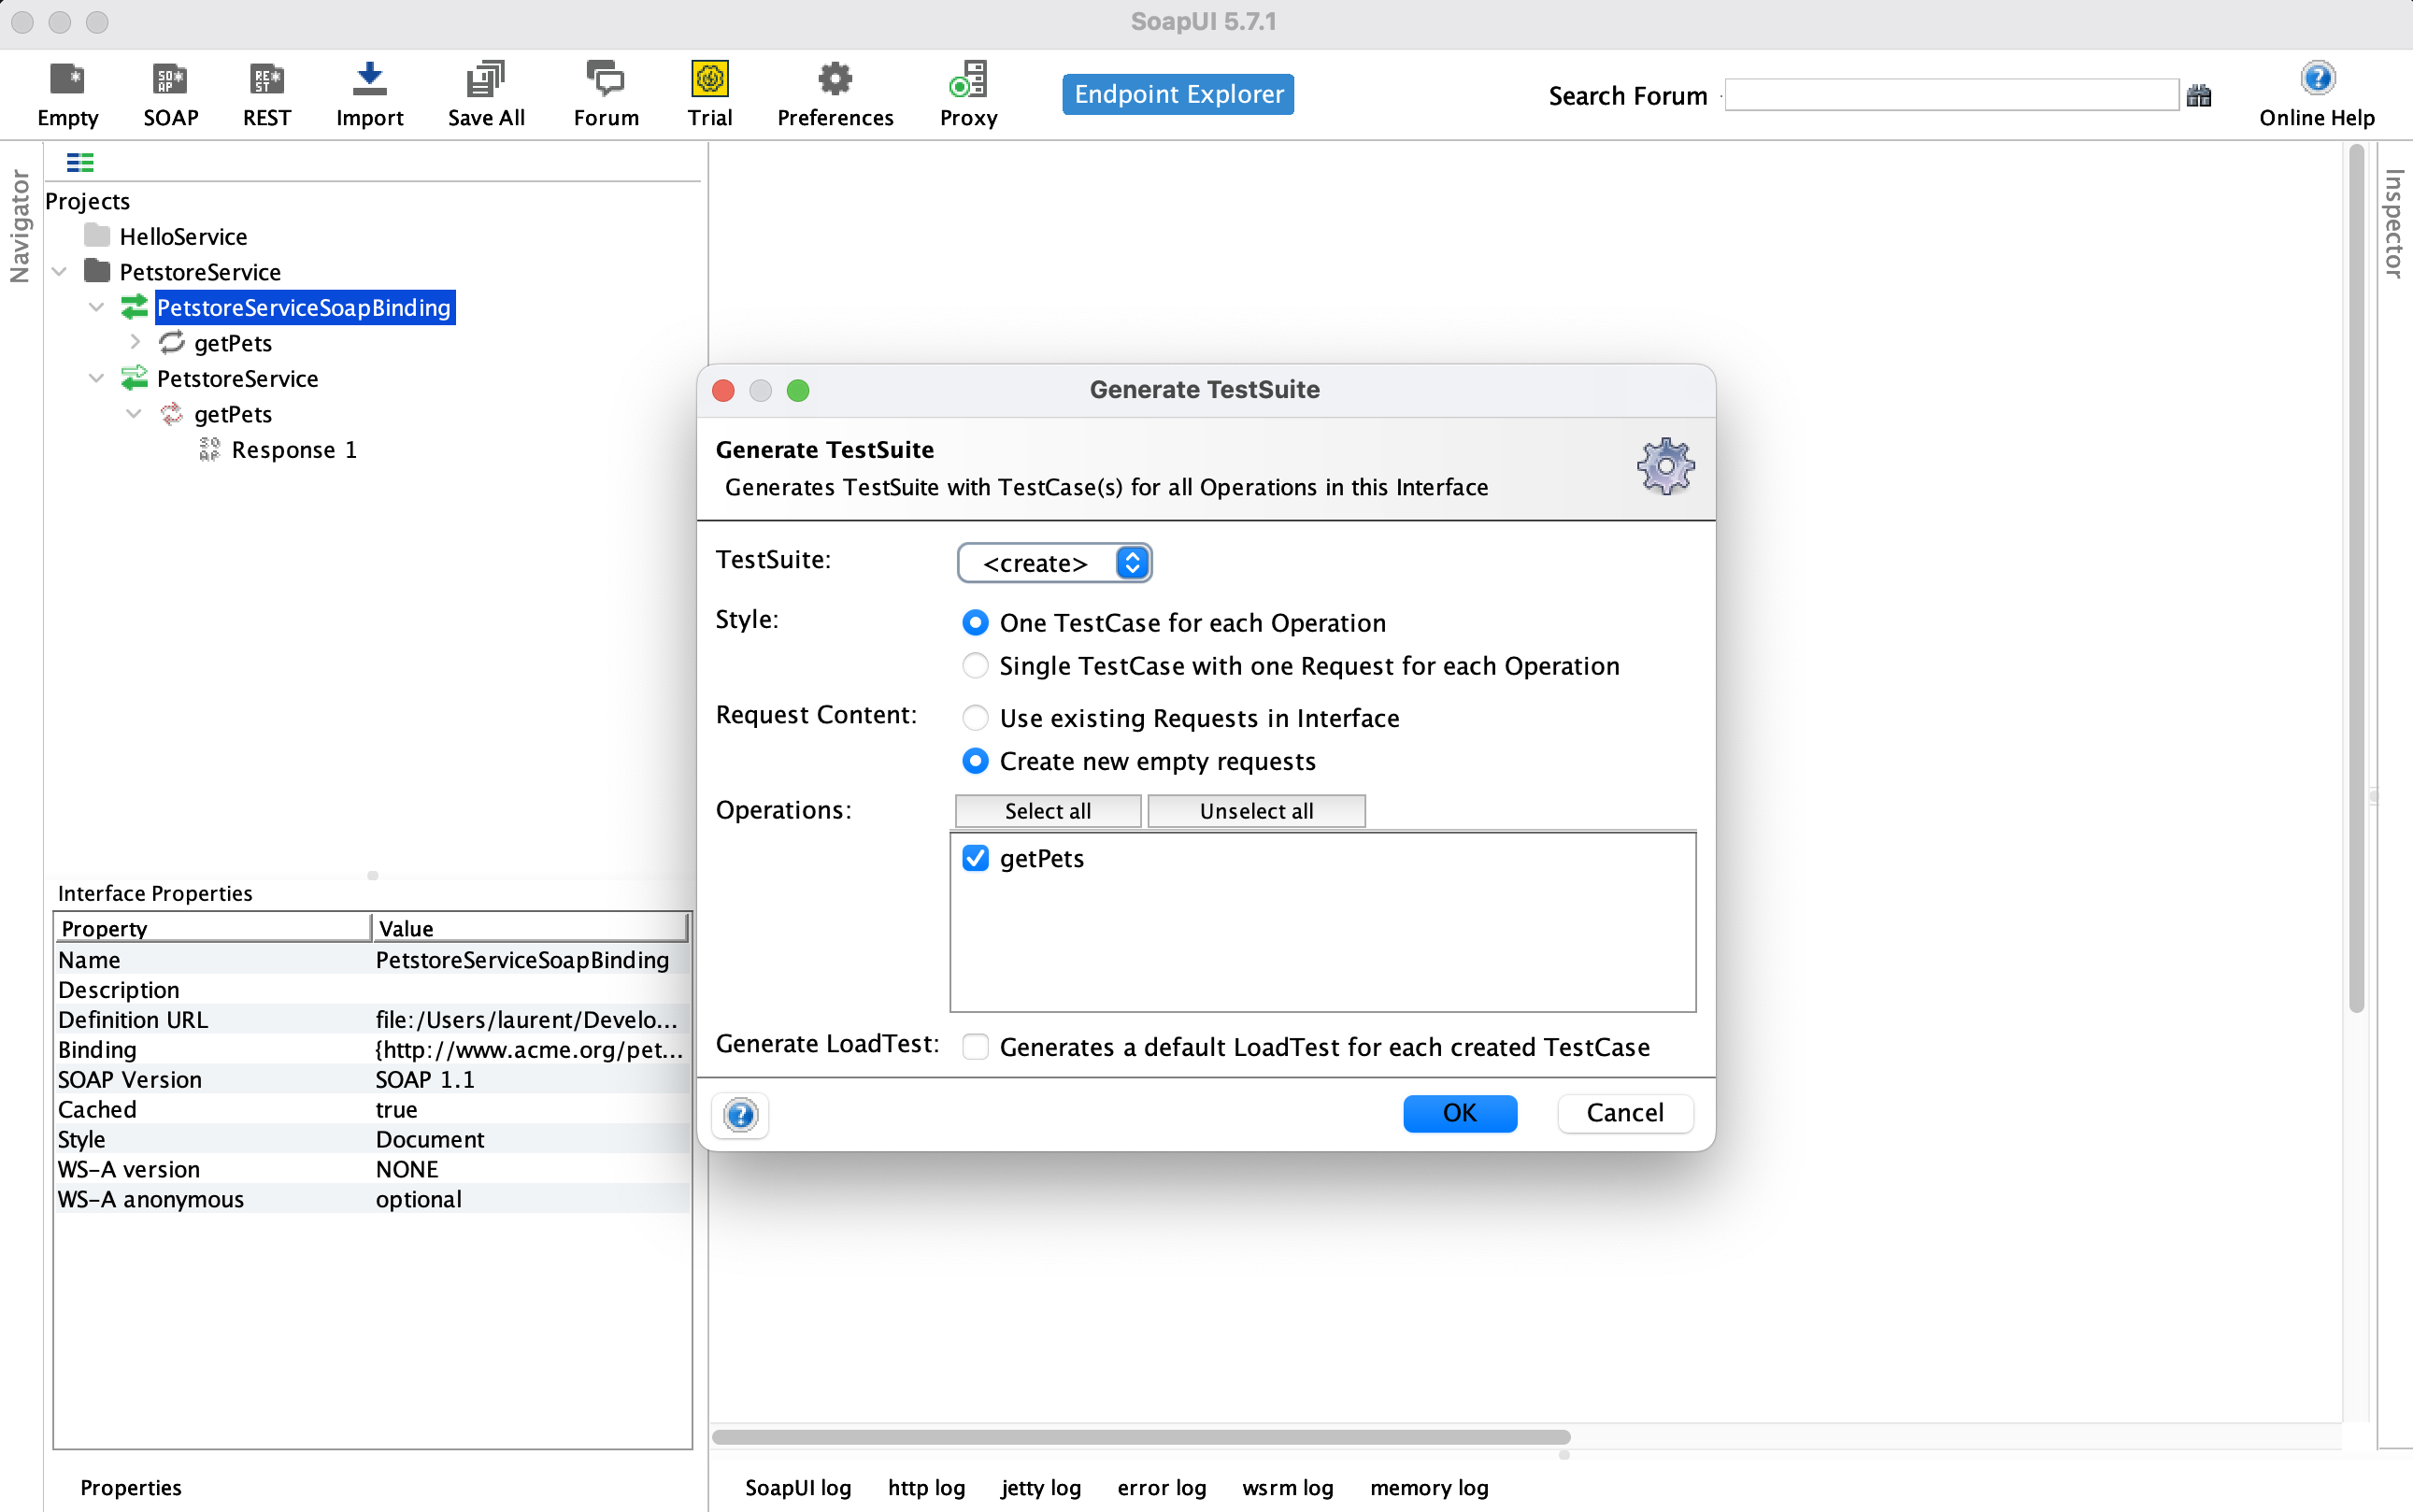 SoapUI 5.7.1
Empty
SOAP
REST
Import
Save All
Forum
Trial
Preferences
Proxy
Endpoint Explorer
Search Forum
Online Help
Navigator
Inspector
Projects
HelloService
PetstoreService
PetstoreServiceSoapBinding
getPets
PetstoreService
getPets
Response 1
Generate TestSuite
Generate TestSuite
Generates TestSuite with TestCase(s) for all Operations in this Interface
TestSuite:
<create>
Style:
One TestCase for each Operation
Single TestCase with one Request for each Operation
Request Content:
Use existing Requests in Interface
Create new empty requests
Operations:
Select all
Unselect all
getPets
Generate LoadTest:
Generates a default LoadTest for each created TestCase
OK
Cancel
Interface Properties
Property Value
Name PetstoreServiceSoapBinding
Description
Definition URL file:/Users/laurent/Develo...
Binding {http://www.acme.org/pet...
SOAP Version SOAP 1.1
Cached true
Style Document
WS-A version NONE
WS-A anonymous optional
Properties
SoapUI log
http log
jetty log
error log
wsrm log
memory log